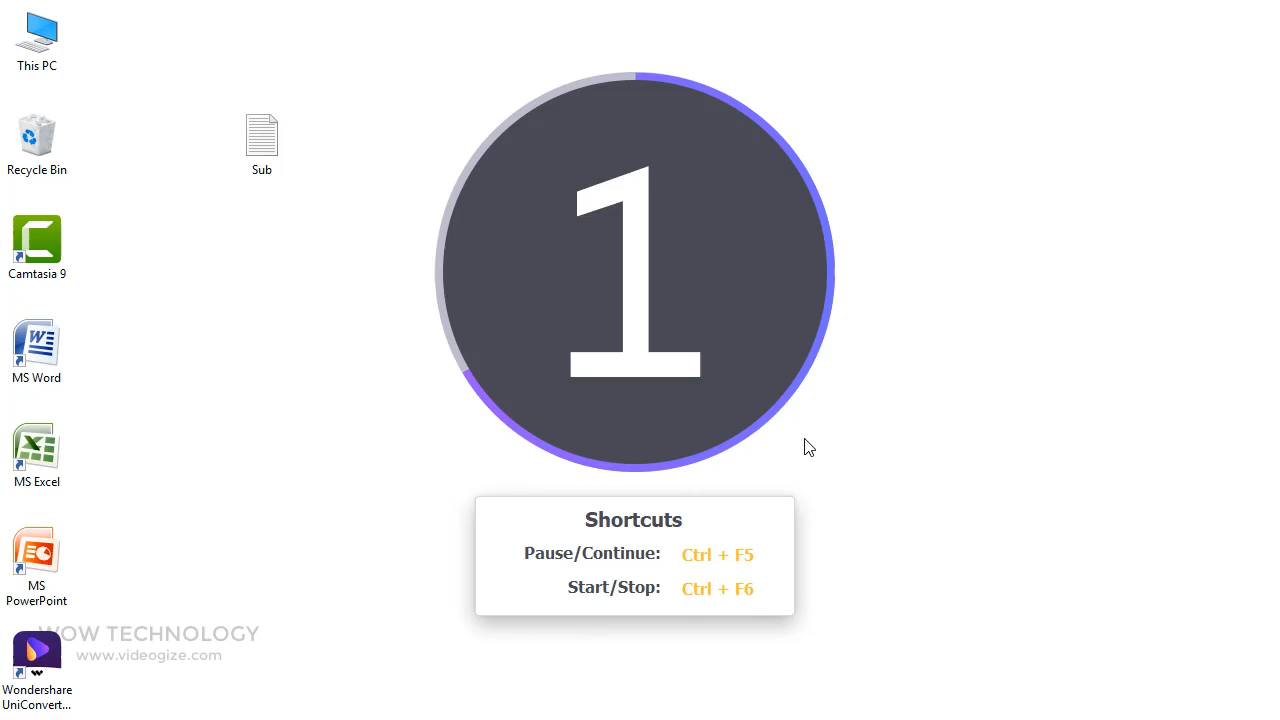 This PC
Recycle Bin
Sub
Camtasia 9
MS Word
MS Excel
MS
PowerPoint
Wondershare
UniConvert...
1
Shortcuts
Pause/Continue: Ctrl + F5
Start/Stop: Ctrl + F6
WOW TECHNOLOGY
www.videogize.com